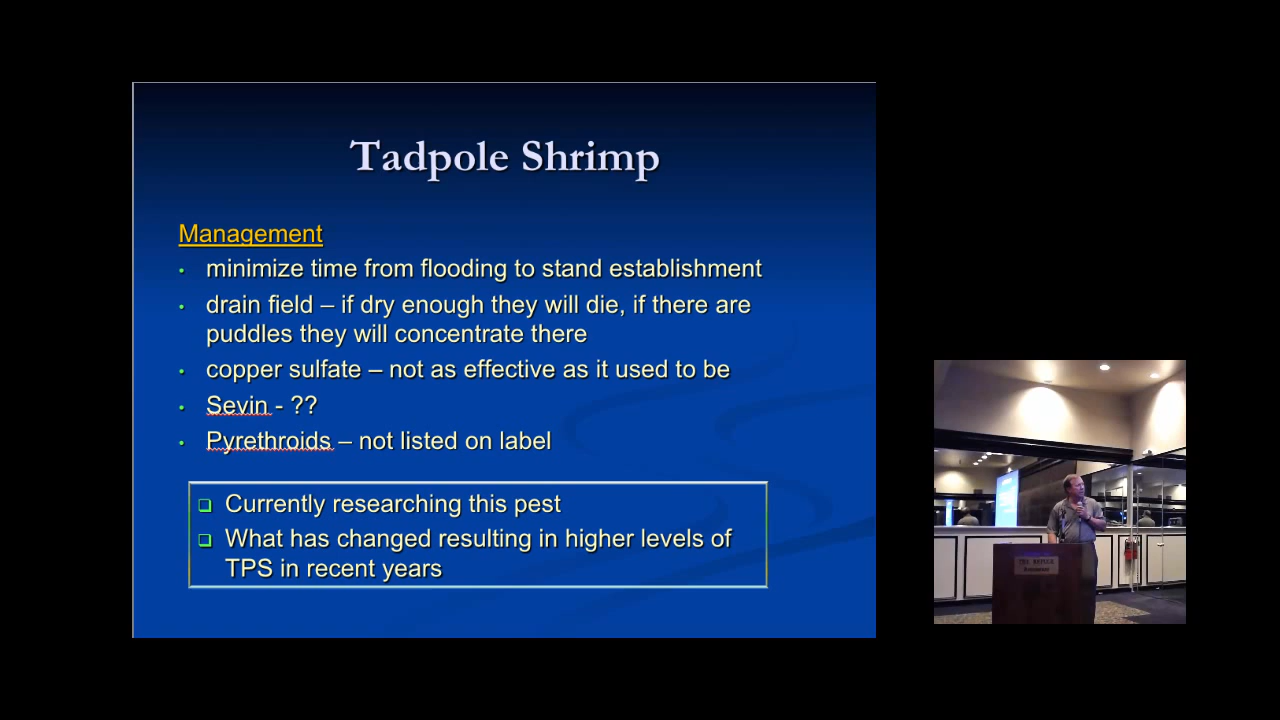 Tadpole Shrimp
Management
• minimize time from flooding to stand establishment
• drain field – if dry enough they will die, if there are
puddles they will concentrate there
• copper sulfate – not as effective as it used to be
• Sevin - ??
• Pyrethroids – not listed on label
❑ Currently researching this pest
❑ What has changed resulting in higher levels of
TPS in recent years